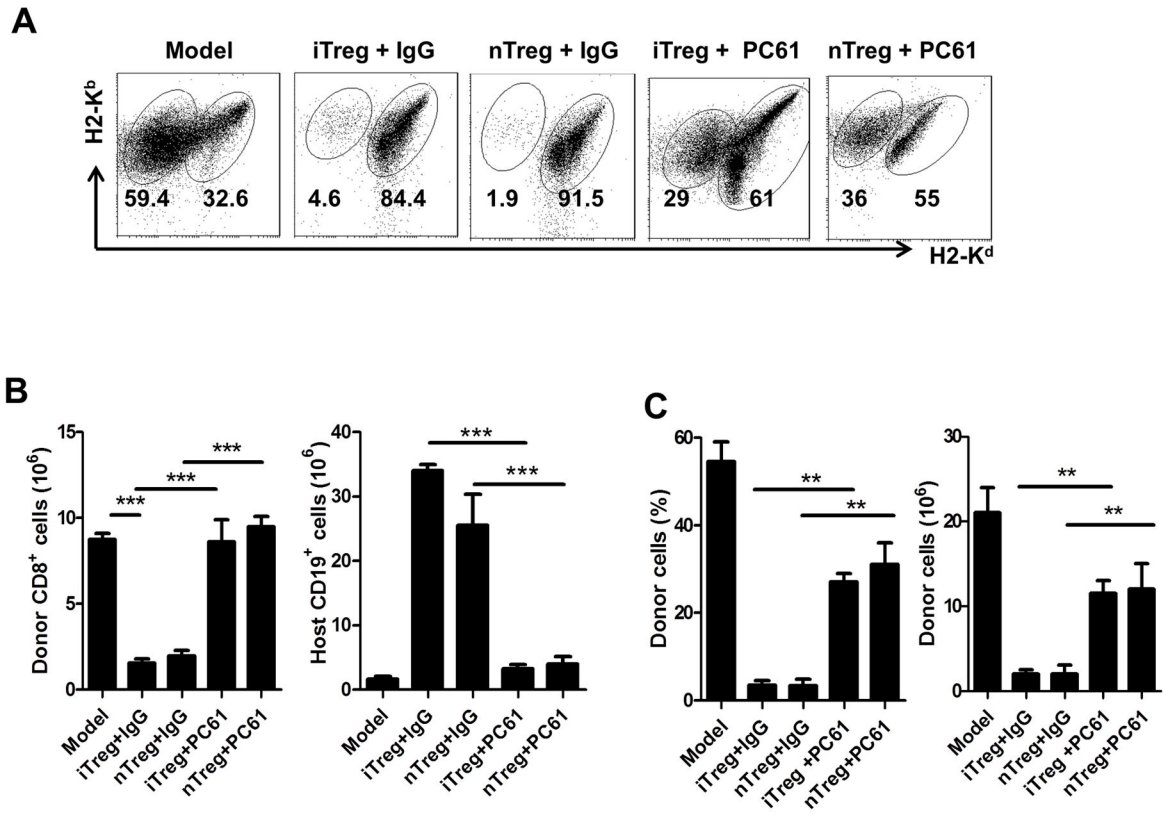 A
Model iTreg + IgG nTreg + IgG iTreg + PC61 nTreg + PC61
H2-Kᵇ
59.4 32.6 4.6 84.4 1.9 91.5 29 61 36 55
H2-Kᵈ
B
Donor CD8⁺ cells (10⁶)
15
10
5
0
***
***
***
Model
iTreg+IgG
nTreg+IgG
iTreg+PC61
nTreg+PC61
Host CD19⁺ cells (10⁶)
40
30
20
10
0
***
***
Model
iTreg+IgG
nTreg+IgG
iTreg+PC61
nTreg+PC61
C
Donor cells (%)
60
40
20
0
**
**
Model
iTreg+IgG
nTreg+IgG
iTreg +PC61
nTreg+PC61
Donor cells (10⁶)
30
20
10
0
**
**
Model
iTreg+IgG
nTreg+IgG
iTreg +PC61
nTreg+PC61